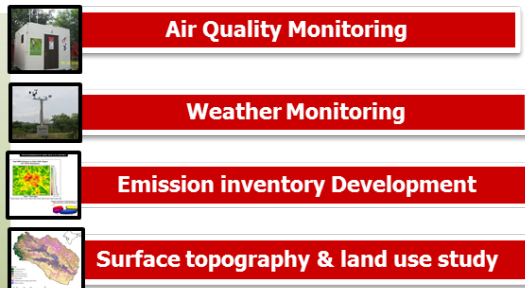 Air Quality Monitoring
Weather Monitoring
Emission inventory Development
Surface topography & land use study